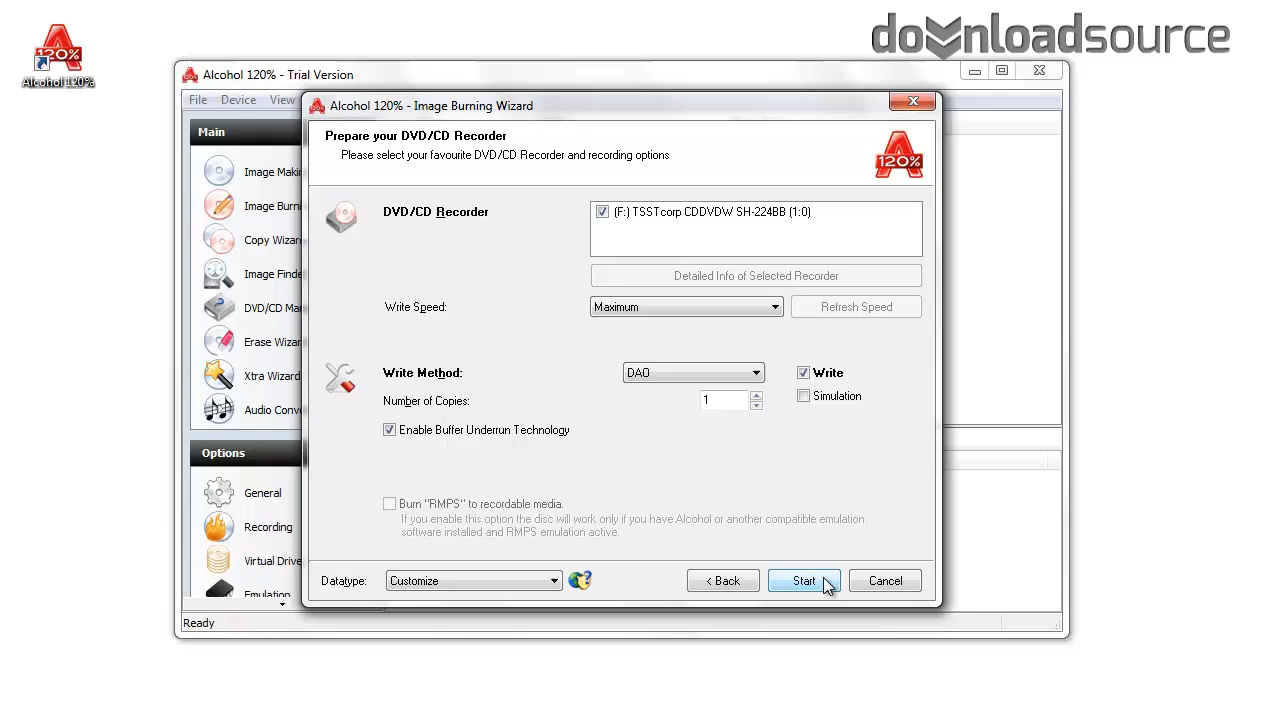 downloadsource
120%
Alcohol 120%
Alcohol 120% - Trial Version
File Device View
Main
Image Makin
Image Burni
Copy Wizar
Image Finde
DVD/CD Ma
Erase Wizar
Xtra Wizard
Audio Conv
Options
General
Recording
Virtual Drive
Emulation
Ready
Alcohol 120% - Image Burning Wizard
Prepare your DVD/CD Recorder
Please select your favourite DVD/CD Recorder and recording options
120%
DVD/CD Recorder
(F:) TSSTcorp CDDVDW SH-224BB (1:0)
Detailed Info of Selected Recorder
Write Speed: Maximum Refresh Speed
Write Method: DAO Write
Number of Copies: 1 Simulation
Enable Buffer Underrun Technology
Burn "RMPS" to recordable media.
If you enable this option the disc will work only if you have Alcohol or another compatible emulation
software installed and RMPS emulation active.
Datatype: Customize < Back Start Cancel